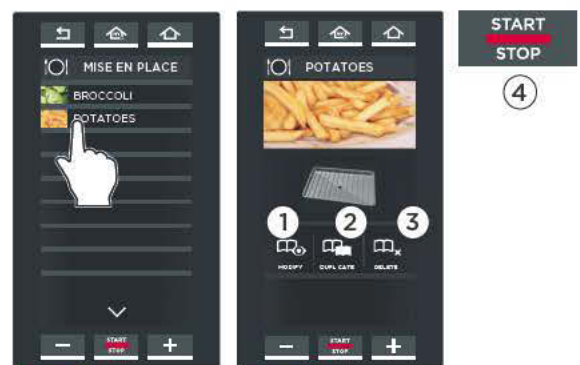 MISE EN PLACE
BROCCOLI
POTATOES
START
STOP
POTATOES
1
2
3
MODIFY
DUPLICATE
DELETE
START
STOP
START
STOP
4